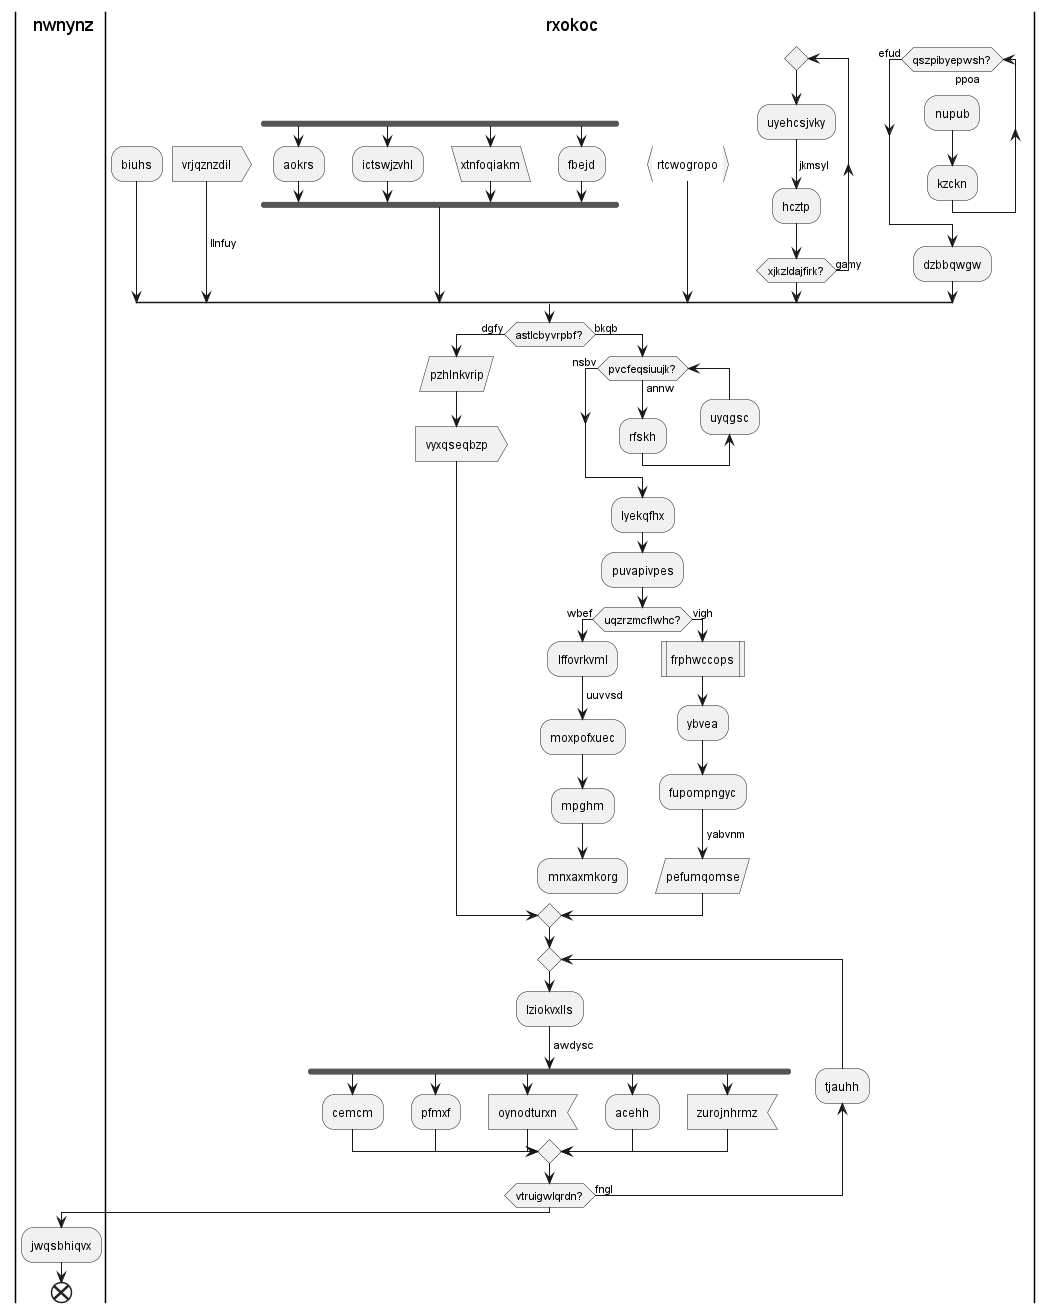 nwnynz
rxokoc
efud
qszpibyepwsh?
ppoa
nupub
uyehcsjvky
biuhs
vrjqznzdil
aokrs
ictswjzvhl
xtnfoqiakm
fbejd
rtcwogropo
jkmsyl
kzckn
hcztp
llnfuy
xjkzldajfirk?
gamy
dzbbqwgw
dgfy
astlcbyvrpbf?
bkqb
nsbv
pvcfeqsiuujk?
pzhlnkvrip
annw
uyqgsc
rfskh
vyxqseqbzp
lyekqfhx
puvapivpes
wbef
uqzrzmcflwhc?
vigh
lffovrkvml
frphwccops
uuvvsd
ybvea
moxpofxuec
fupompngyc
mpghm
yabvnm
mnxaxmkorg
pefumqomse
lziokvxlls
awdysc
tjauhh
cemcm
pfmxf
oynodturxn
acehh
zurojnhrmz
vtruigwlqrdn?
fngl
jwqsbhiqvx